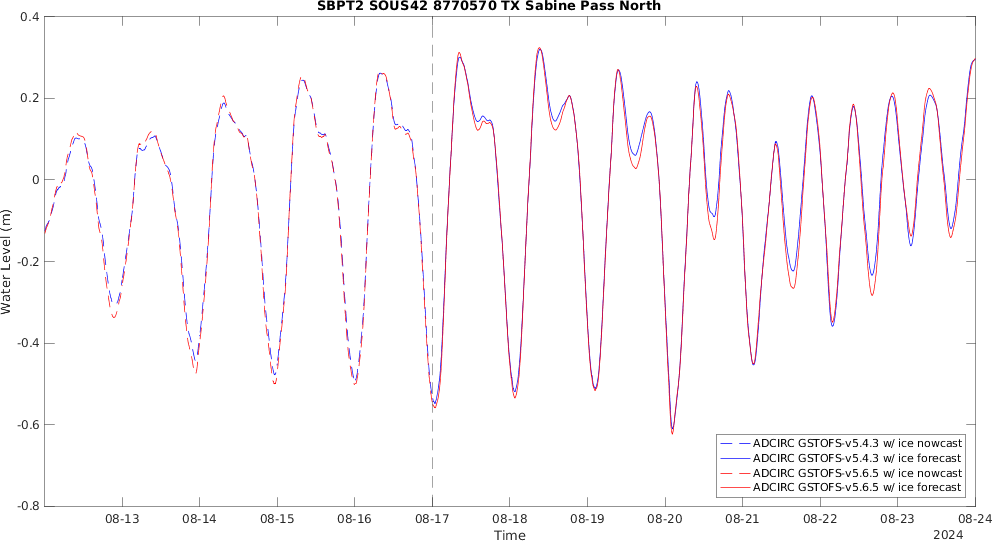 SBPT2 SOUS42 8770570 TX Sabine Pass North
0.4
0.2
0
-0.2
-0.4
-0.6
-0.8
Water Level (m)
ADCIRC GSTOFS-v5.4.3 w/ ice nowcast
ADCIRC GSTOFS-v5.4.3 w/ ice forecast
ADCIRC GSTOFS-v5.6.5 w/ ice nowcast
ADCIRC GSTOFS-v5.6.5 w/ ice forecast
08-13 08-14 08-15 08-16 08-17 08-18 08-19 08-20 08-21 08-22 08-23 08-24
Time
2024